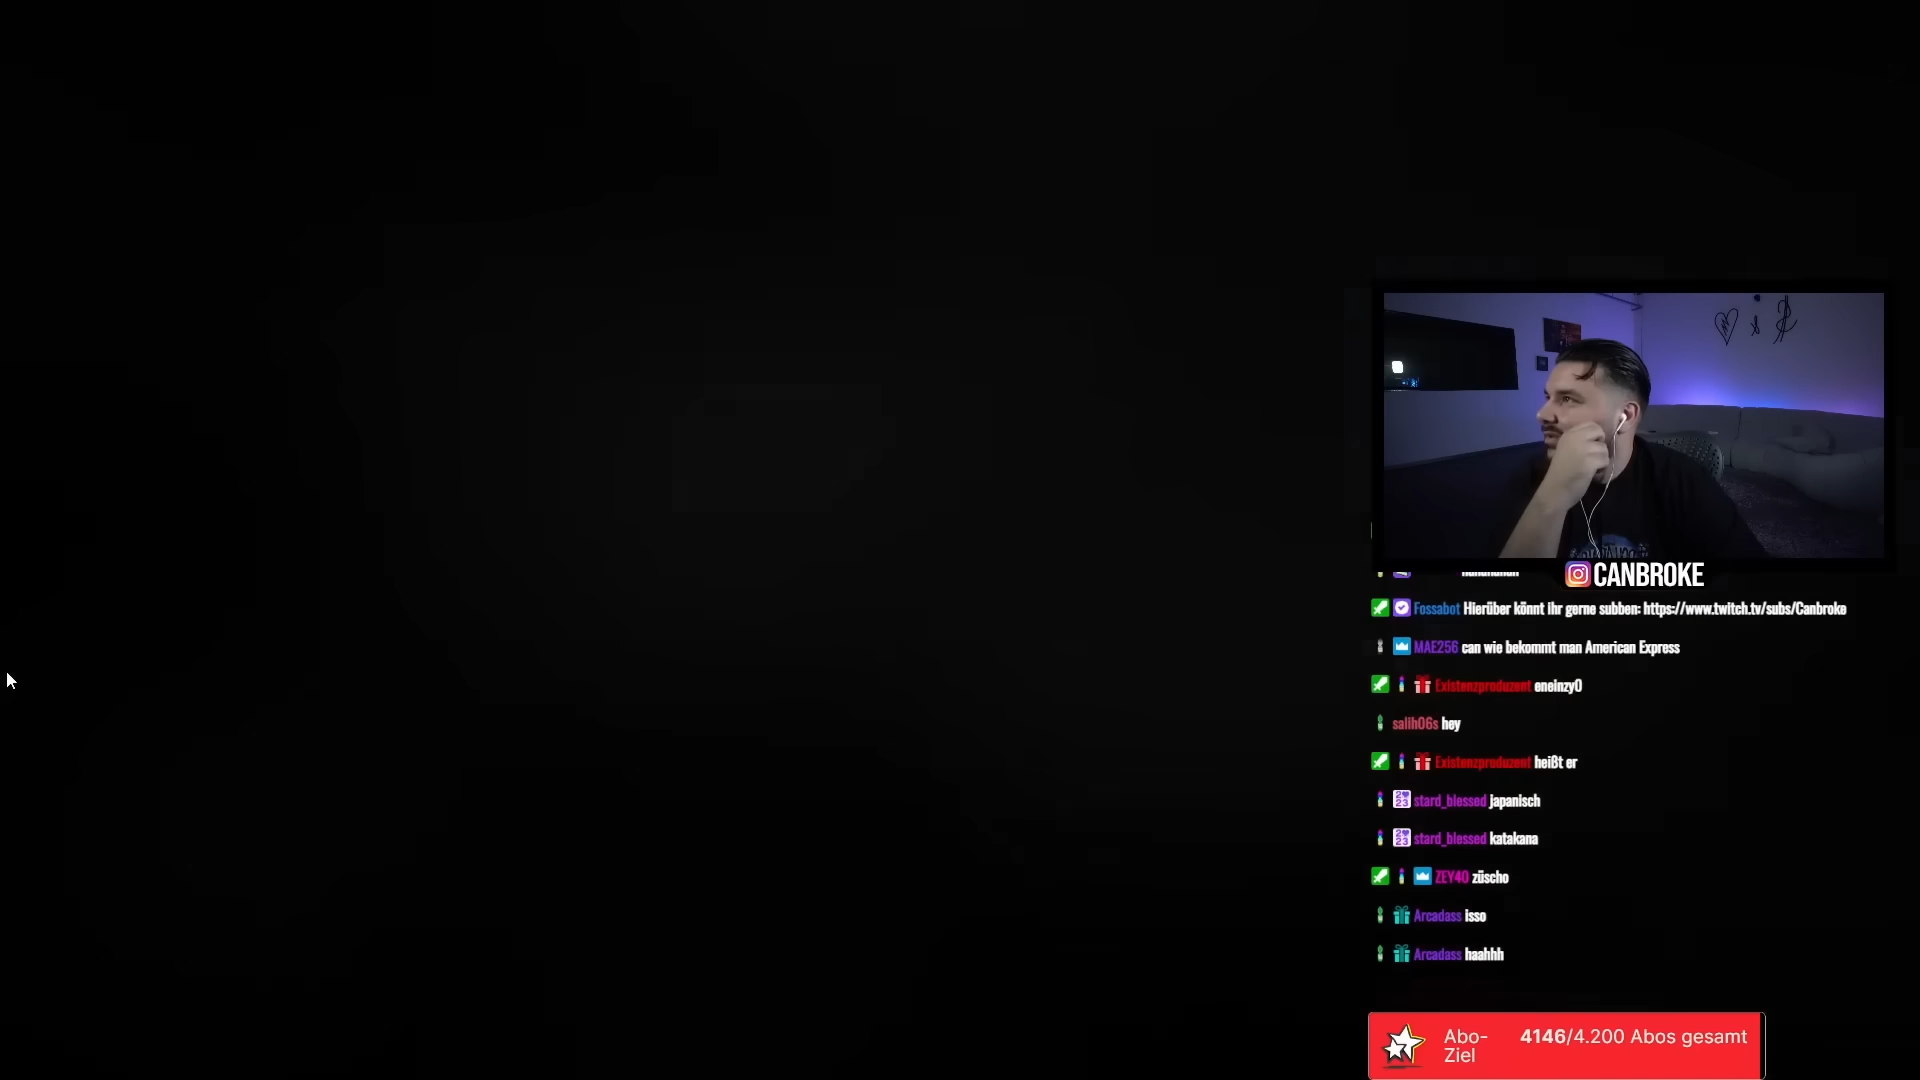 CANBROKE
Fossabot Hierüber könnt ihr gerne subben: https://www.twitch.tv/subs/Canbroke
MAE256 can wie bekommt man American Express
Existenzproduzent eneinzy0
salih06s hey
Existenzproduzent heißt er
stard_blessed japanisch
stard_blessed katakana
ZEY40 züscho
Arcadass isso
Arcadass haahhh
Abo-Ziel 4146/4.200 Abos gesamt